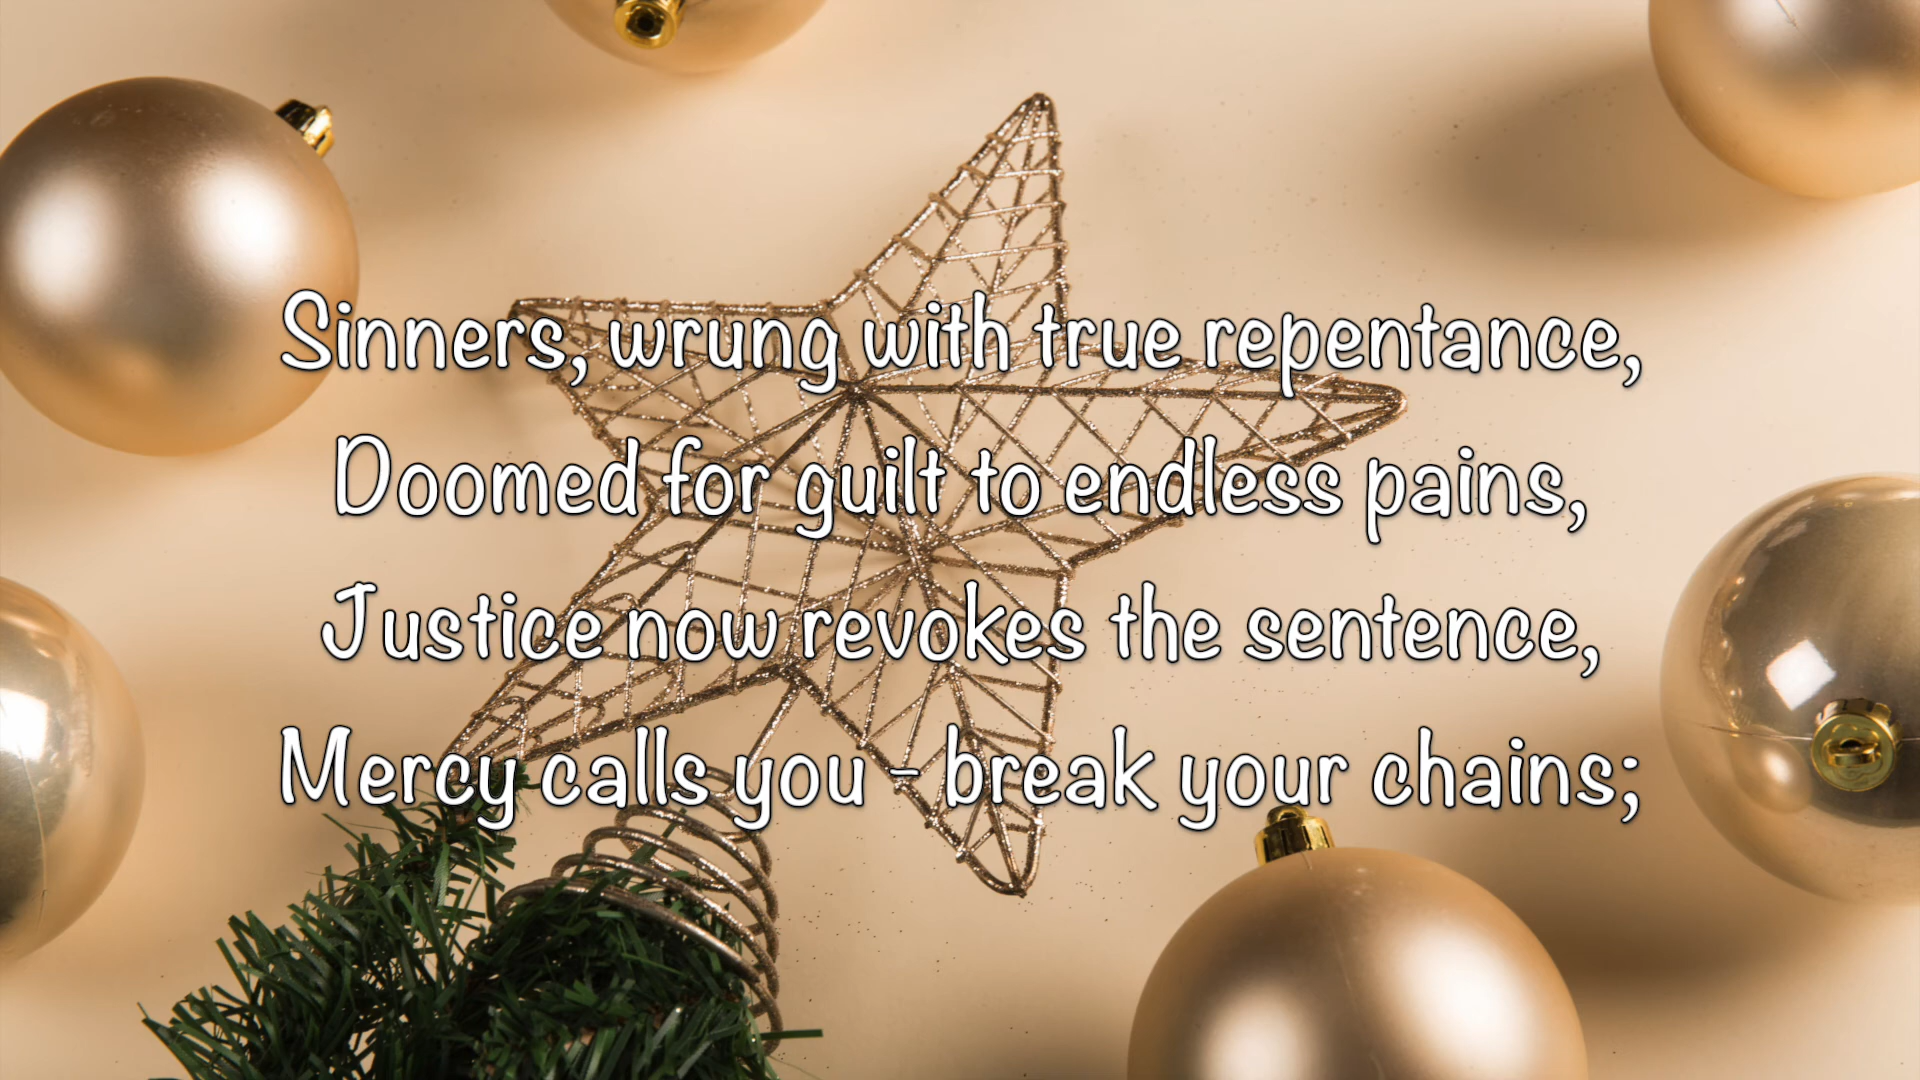 Sinners, wrung with true repentance,
Doomed for guilt to endless pains,
Justice now revokes the sentence,
Mercy calls you - break your chains;